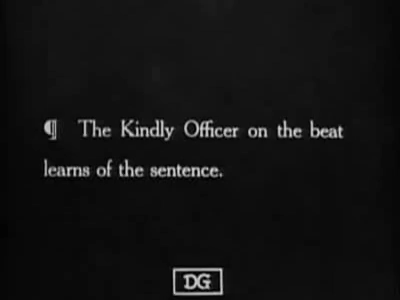 ¶ The Kindly Officer on the beat
learns of the sentence.
DG